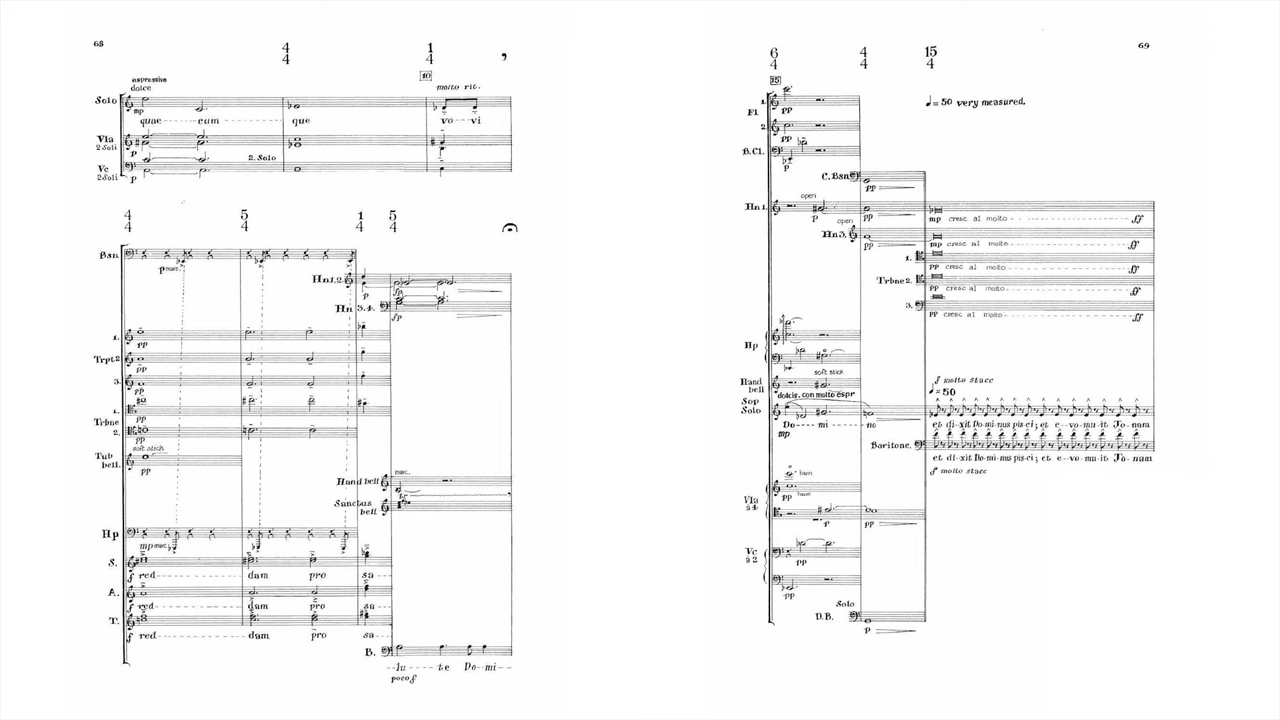 68
4
4
1
4
10
espressive
dolce
molto rit.
Solo
mp
quae cum que vo vi
Vla
2 Soli
p
2. Solo
Vc
2 Soli
p
4
4
5
4
1
4
5
4
Bsn
p marc.
Hn 1.2.
p
fp
Hn 3.4.
fp
1.
pp
Trpt. 2
pp
3.
pp
1.
Trbne
2.
pp
soft stick
Tub
bell.
pp
marc.
Hand bell
tr
Sanctus
bell
Hp
mp marc.
S.
f red dam pro sa
A.
f red dam pro sa
T.
f red dam pro sa
B.
lu te Do mi
poco f
69
6
4
4
4
15
4
15
♩ = 50 very measured.
1.
Fl
pp
2.
pp
B.Cl.
p
C. Bsn
pp
open
Hn 1.
p
pp
mp cresc al molto ff
open
Hn 3.
pp
mp cresc al molto ff
1.
pp cresc al molto ff
Trbne 2.
pp cresc al molto ff
3.
pp cresc al molto ff
Hp
soft stick
Hand
bell
dolcis. con molto espr
f molto stacc
♩ = 50
Sop
Solo
mp
Do mi no
et di-xit Do-mi-nus pis-ci; et e-vo-mu-it Jo-nam
Baritone.
et di-xit Do-mi-nus pis-ci; et e-vo-mu-it Jo-nam
f molto stacc
pp
Vla
a 4
p
pp
Vc
a 2
pp
Solo
D.B.
p